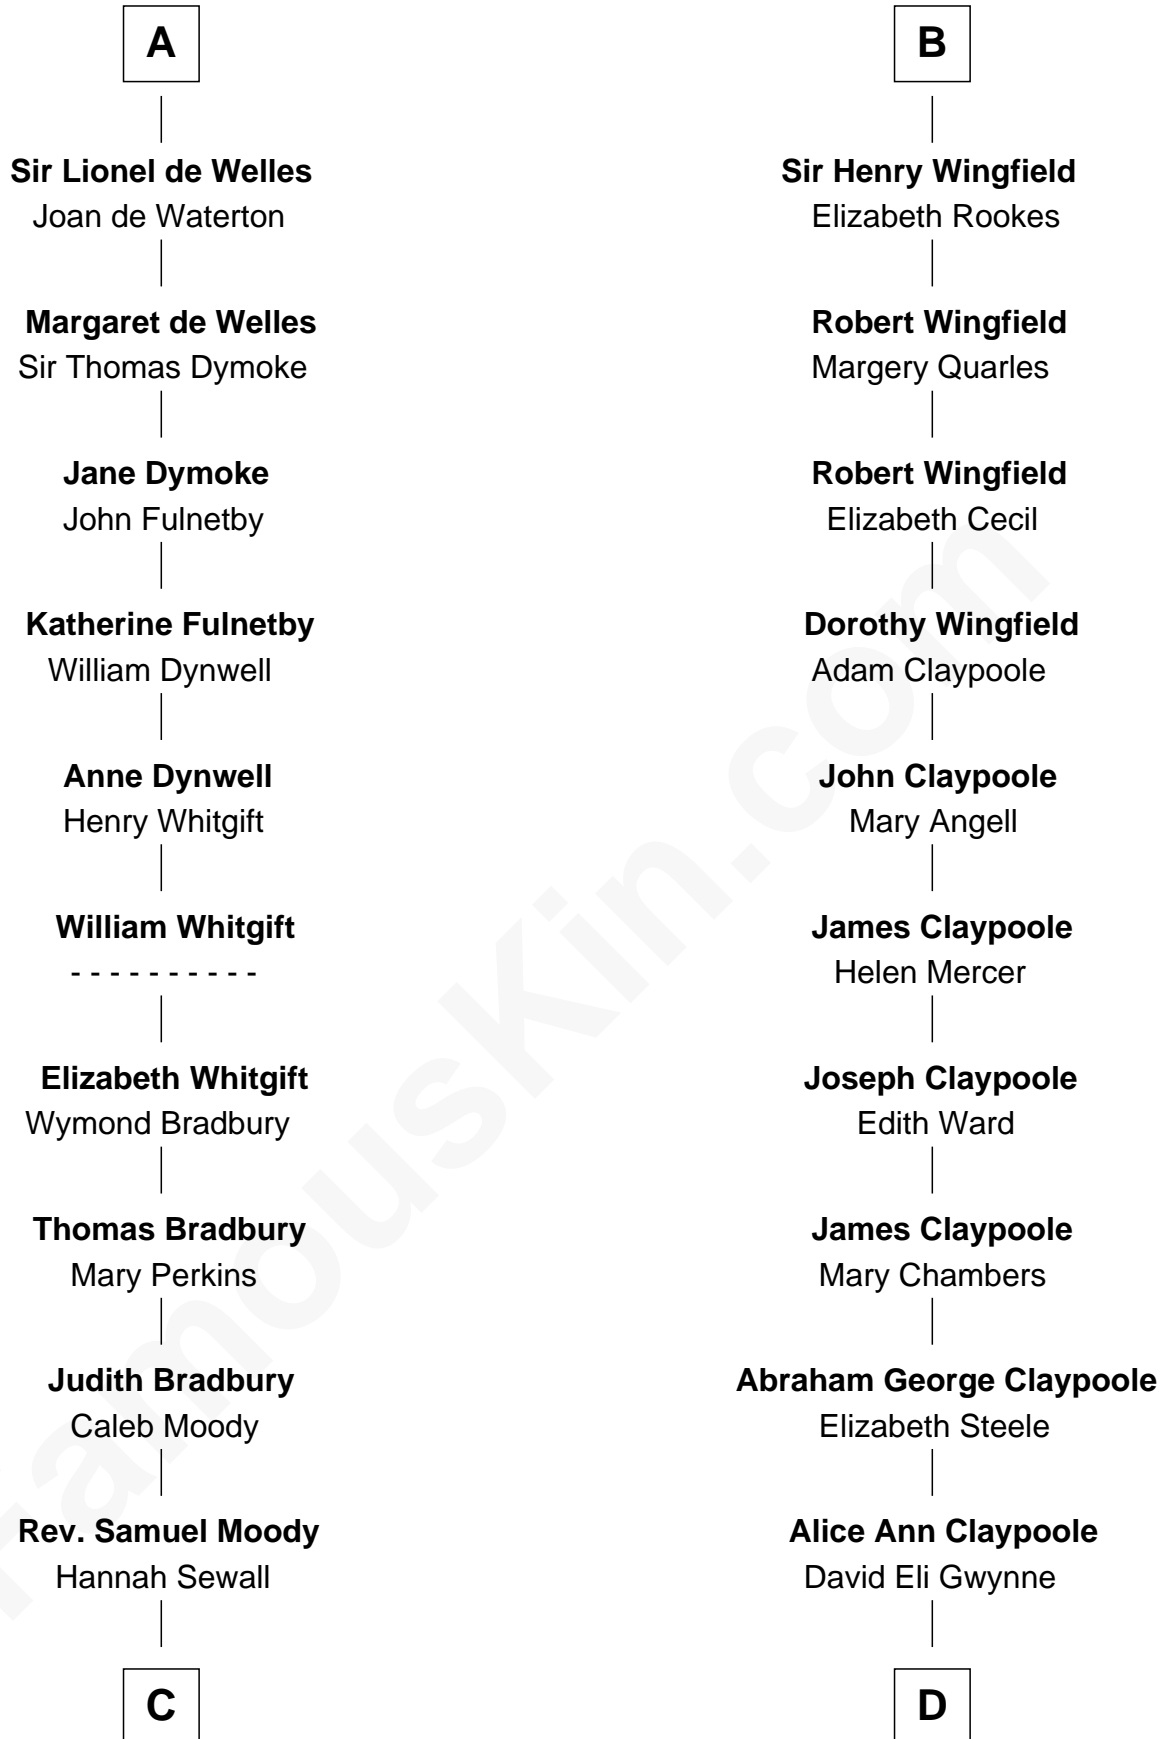 A
Sir Lionel de Welles
Joan de Waterton
Margaret de Welles
Sir Thomas Dymoke
Jane Dymoke
John Fulnetby
Katherine Fulnetby
William Dynwell
Anne Dynwell
Henry Whitgift
William Whitgift
- - - - - - - - - -
Elizabeth Whitgift
Wymond Bradbury
Thomas Bradbury
Mary Perkins
Judith Bradbury
Caleb Moody
Rev. Samuel Moody
Hannah Sewall
C
B
Sir Henry Wingfield
Elizabeth Rookes
Robert Wingfield
Margery Quarles
Robert Wingfield
Elizabeth Cecil
Dorothy Wingfield
Adam Claypoole
John Claypoole
Mary Angell
James Claypoole
Helen Mercer
Joseph Claypoole
Edith Ward
James Claypoole
Mary Chambers
Abraham George Claypoole
Elizabeth Steele
Alice Ann Claypoole
David Eli Gwynne
D
FamousKin.com